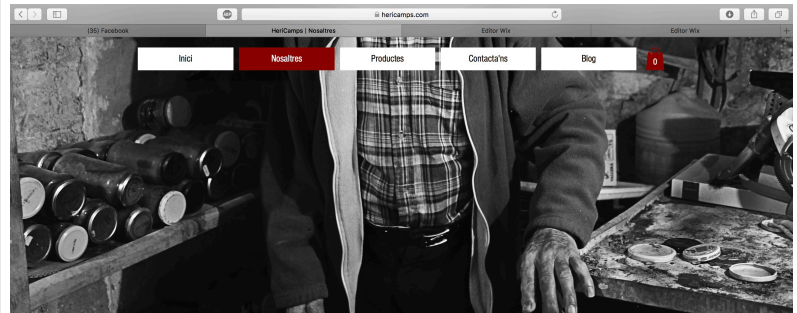 hericamps.com
(35) Facebook
HeriCamps | Nosaltres
Editor Wix
Editor Wix
Inici
Nosaltres
Productes
Contacta'ns
Blog
0